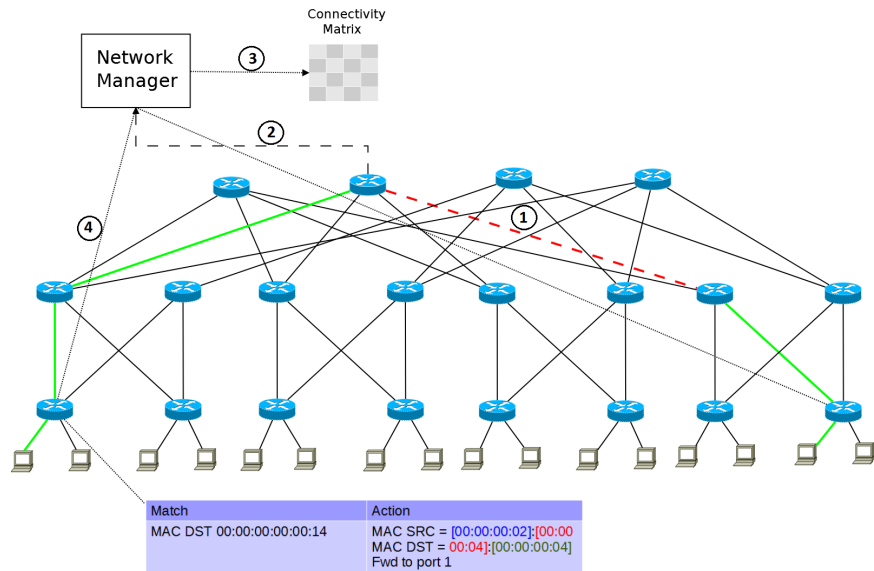 Connectivity
Matrix
Network
Manager
3
2
1
4
Match
Action
MAC DST 00:00:00:00:00:14
MAC SRC = [00:00:00:02]:[00:00
MAC DST = 00:04]:[00:00:00:04]
Fwd to port 1